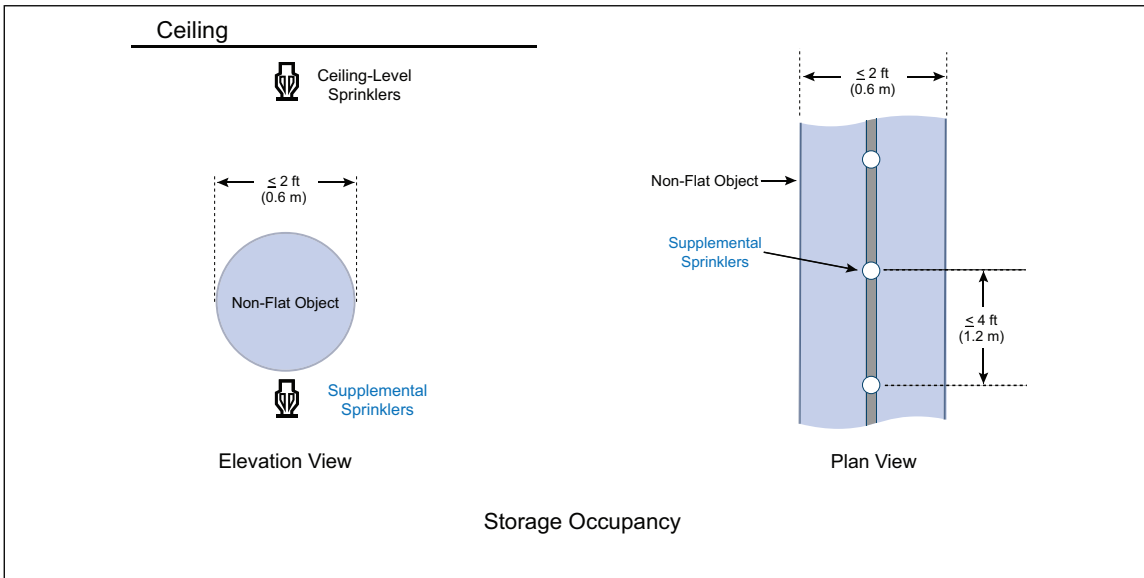 Ceiling
Ceiling-Level
Sprinklers
≤ 2 ft
(0.6 m)
Non-Flat Object
Supplemental
Sprinklers
Elevation View
≤ 2 ft
(0.6 m)
Non-Flat Object
Supplemental
Sprinklers
≤ 4 ft
(1.2 m)
Plan View
Storage Occupancy